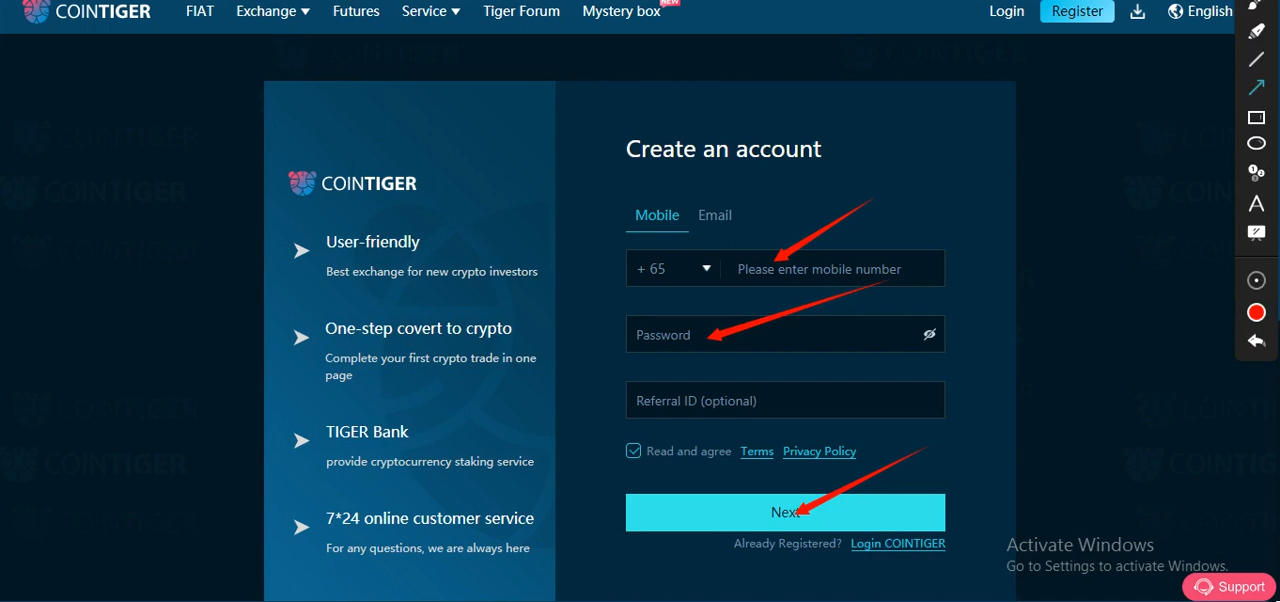 COINTIGER
FIAT
Exchange
Futures
Service
Tiger Forum
Mystery box
NEW
Login
Register
English
COINTIGER
User-friendly
Best exchange for new crypto investors
One-step covert to crypto
Complete your first crypto trade in one
page
TIGER Bank
provide cryptocurrency staking service
7*24 online customer service
For any questions, we are always here
Create an account
Mobile
Email
+ 65
Please enter mobile number
Password
Referral ID (optional)
Read and agree Terms Privacy Policy
Next
Already Registered? Login COINTIGER
Activate Windows
Go to Settings to activate Windows.
Support
COINTIGER
COINTIGER